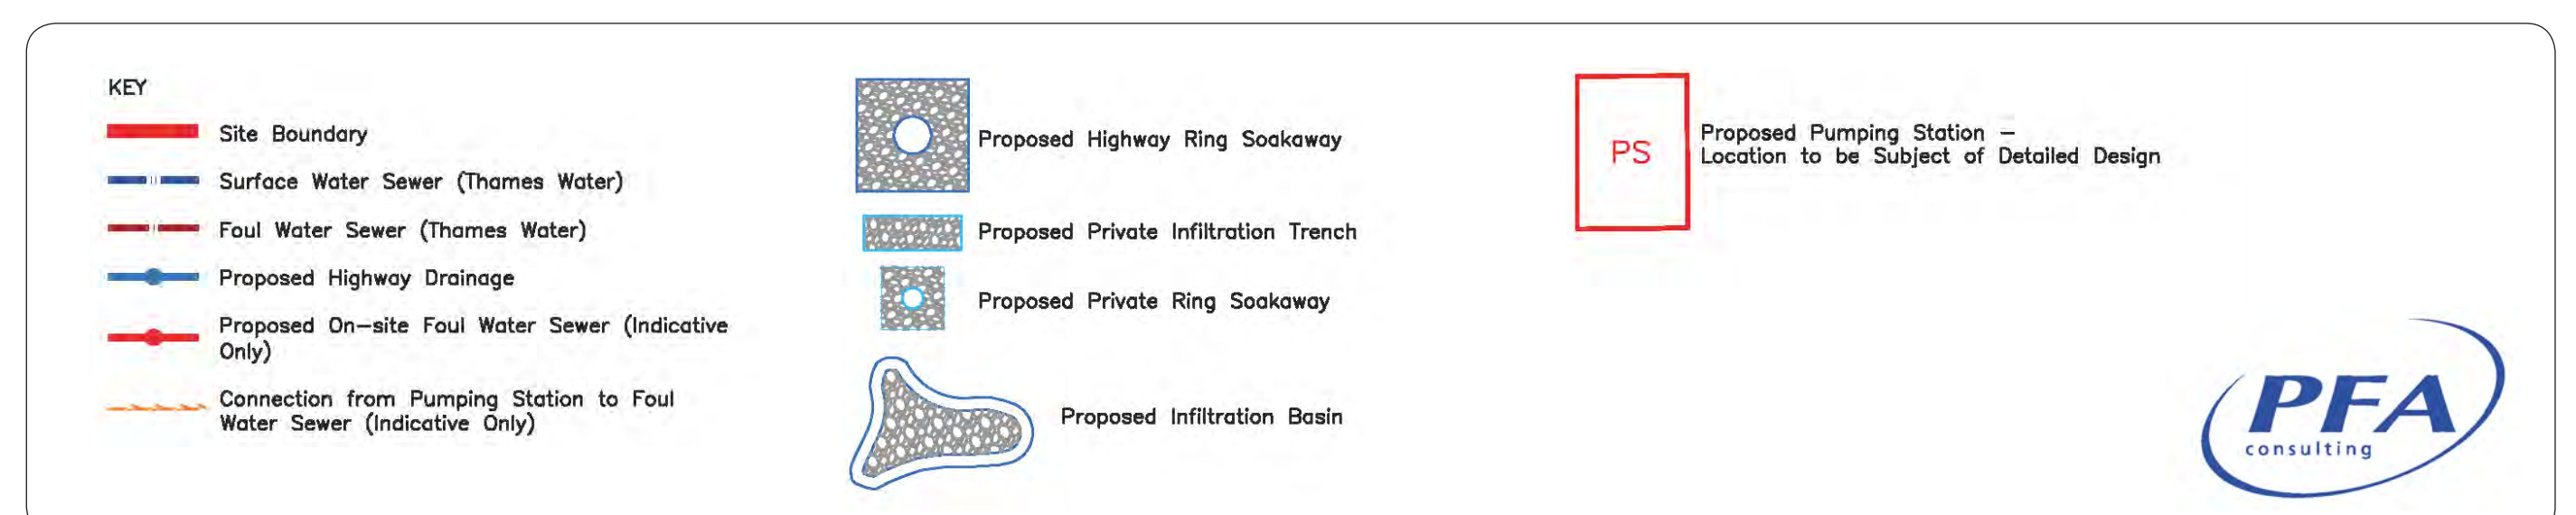 KEY
Site Boundary
Surface Water Sewer (Thames Water)
Foul Water Sewer (Thames Water)
Proposed Highway Drainage
Proposed On-site Foul Water Sewer (Indicative
Only)
Connection from Pumping Station to Foul
Water Sewer (Indicative Only)
Proposed Highway Ring Soakaway
Proposed Private Infiltration Trench
Proposed Private Ring Soakaway
Proposed Infiltration Basin
PS
Proposed Pumping Station -
Location to be Subject of Detailed Design
PFA
consulting